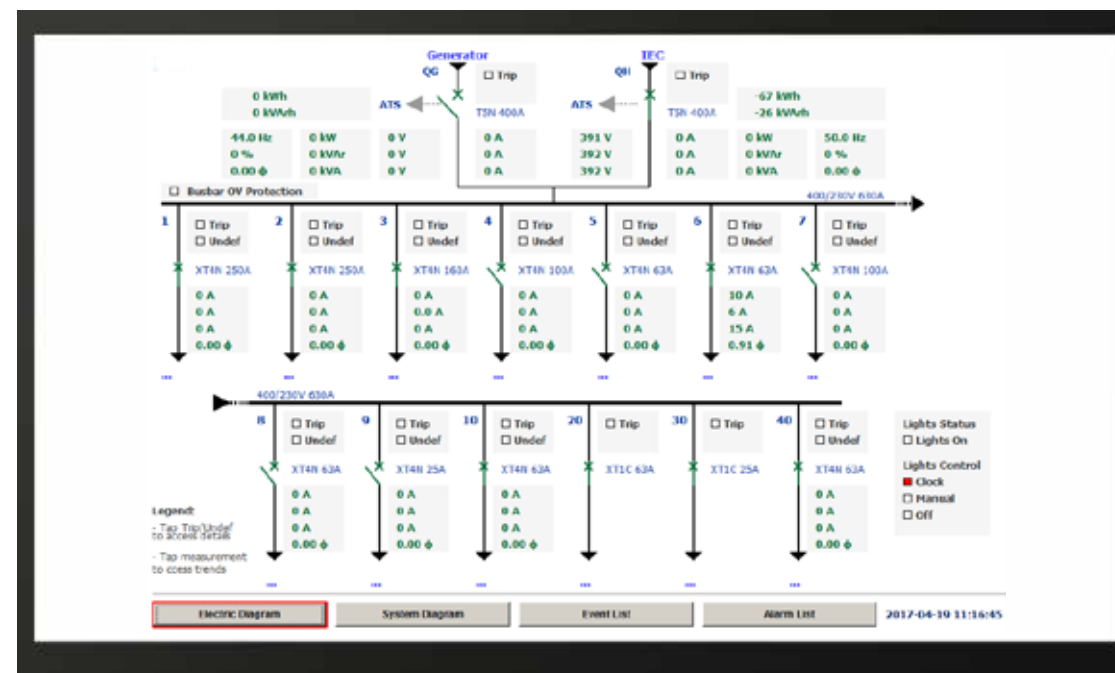 Generator IEC
QG Trip QH Trip
0 kWh -67 kWh
0 kVArh ATS T5N 400A ATS T5N 400A -26 kVArh
44.0 Hz 0 kW 0 V 0 A 391 V 0 A 0 kW 50.0 Hz
0 % 0 kVAr 0 V 0 A 392 V 0 A 0 kVAr 0 %
0.00 ϕ 0 kVA 0 V 0 A 392 V 0 A 0 kVA 0.00 ϕ
Busbar OV Protection 400/230V 630A
1 Trip 2 Trip 3 Trip 4 Trip 5 Trip 6 Trip 7 Trip
Undef Undef Undef Undef Undef Undef Undef
XT4N 250A XT4N 250A XT4N 160A XT4N 100A XT4N 63A XT4N 63A XT4N 100A
0 A 0 A 0 A 0 A 0 A 10 A 0 A
0 A 0 A 0.0 A 0 A 0 A 6 A 0 A
0 A 0 A 0 A 0 A 0 A 15 A 0 A
0.00 ϕ 0.00 ϕ 0.00 ϕ 0.00 ϕ 0.00 ϕ 0.91 ϕ 0.00 ϕ
--- --- --- --- --- --- ---
400/230V 630A
8 Trip 9 Trip 10 Trip 20 Trip 30 Trip 40 Trip Lights Status
Undef Undef Undef Undef Lights On
XT4N 63A XT4N 25A XT4N 63A XT1C 63A XT1C 25A XT4N 63A Lights Control
Clock
0 A 0 A 0 A 0 A Manual
0 A 0 A 0 A 0 A Off
0 A 0 A 0 A 0 A
0.00 ϕ 0.00 ϕ 0.00 ϕ 0.00 ϕ
Legend:
- Tap Trip/Undef
to access details
- Tap measurement
to ccess trends
--- --- --- --- --- ---
Electric Diagram System Diagram Event List Alarm List 2017-04-19 11:16:45